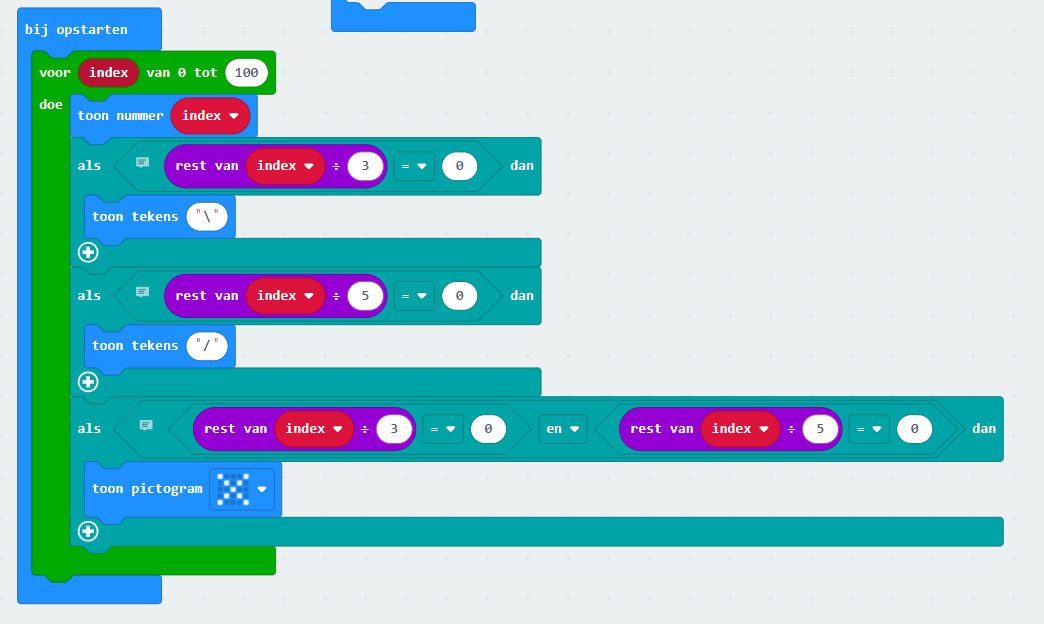 bij opstarten
voor index van 0 tot 100
doe
toon nummer index
als rest van index ÷ 3 = 0 dan
toon tekens "\"
als rest van index ÷ 5 = 0 dan
toon tekens "/"
als rest van index ÷ 3 = 0 en rest van index ÷ 5 = 0 dan
toon pictogram